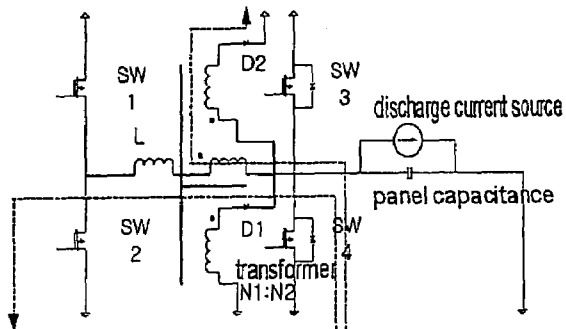 SW
1
D2
SW
3
discharge current source
L
panel capacitance
SW
2
D1
SW
4
transformer
N1:N2